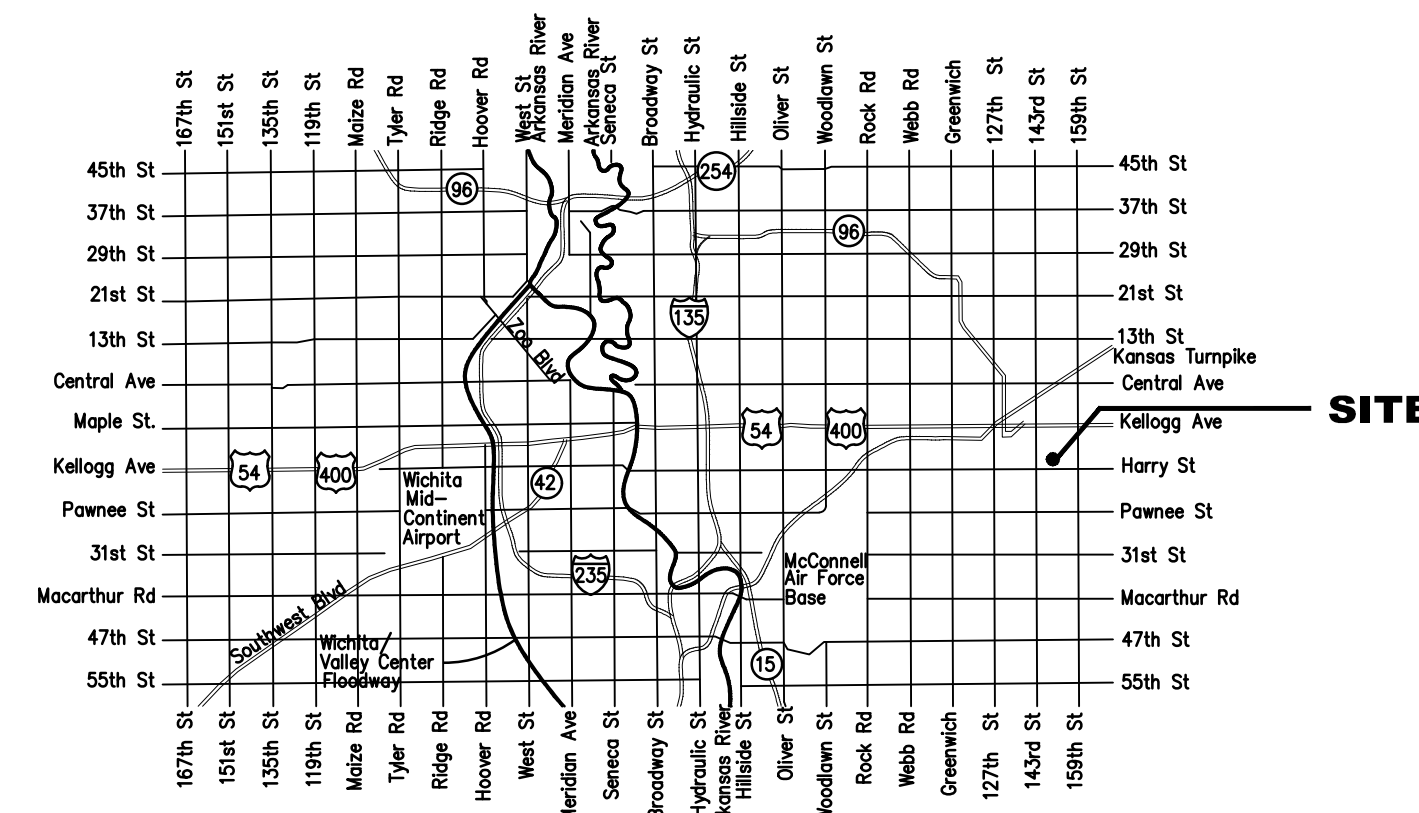 167th St
151st St
135th St
119th St
Maize Rd
Tyler Rd
Ridge Rd
Hoover Rd
West St
Arkansas River
Meridian Ave
Arkansas River
Seneca St
Broadway St
Hydraulic St
Hillside St
Oliver St
Woodlawn St
Rock Rd
Webb Rd
Greenwich
127th St
143rd St
159th St
45th St
37th St
29th St
21st St
13th St
Central Ave
Maple St.
Kellogg Ave
Pawnee St
31st St
Macarthur Rd
47th St
55th St
96
254
96
135
Zoo Blvd
54
400
54
400
42
Wichita
Mid-
Continent
Airport
235
McConnell
Air Force
Base
Southwest Blvd
Wichita/
Valley Center
Floodway
15
45th St
37th St
29th St
21st St
13th St
Kansas Turnpike
Central Ave
Kellogg Ave
SITE
Harry St
Pawnee St
31st St
Macarthur Rd
47th St
55th St
167th St
151st St
135th St
119th St
Maize Rd
Tyler Rd
Ridge Rd
Hoover Rd
West St
Meridian Ave
Seneca St
Broadway St
Hydraulic St
Arkansas River
Hillside St
Oliver St
Woodlawn St
Rock Rd
Webb Rd
Greenwich
127th St
143rd St
159th St